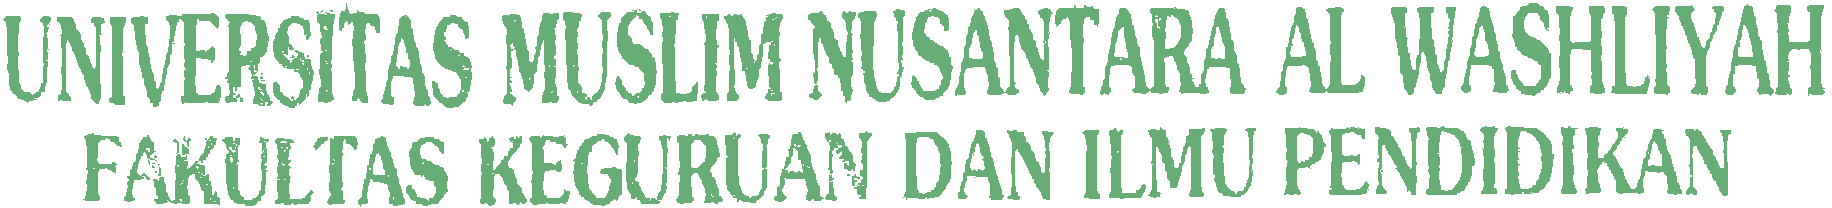 UNIVERSITAS MUSLIM NUSANTARA AL WASHLIYAH
FAKULTAS KEGURUAN DAN ILMU PENDIDIKAN